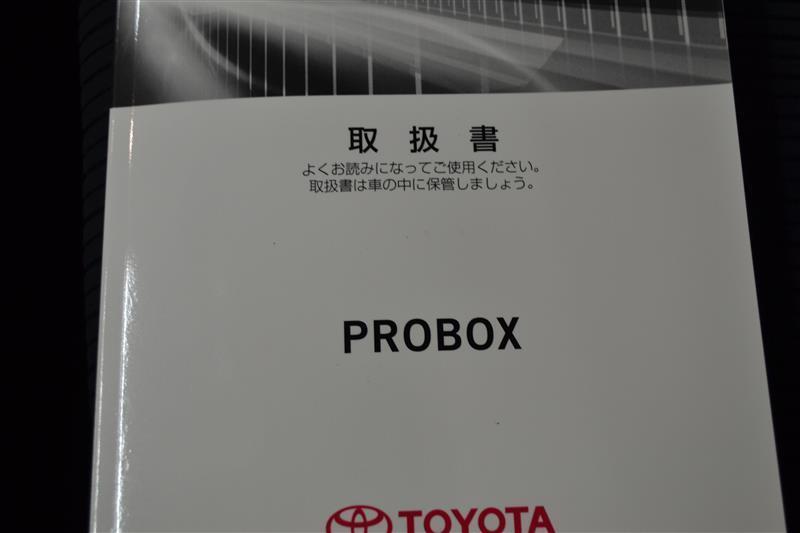 取扱書
よくお読みになってご使用ください。
取扱書は車の中に保管しましょう。
PROBOX
TOYOTA